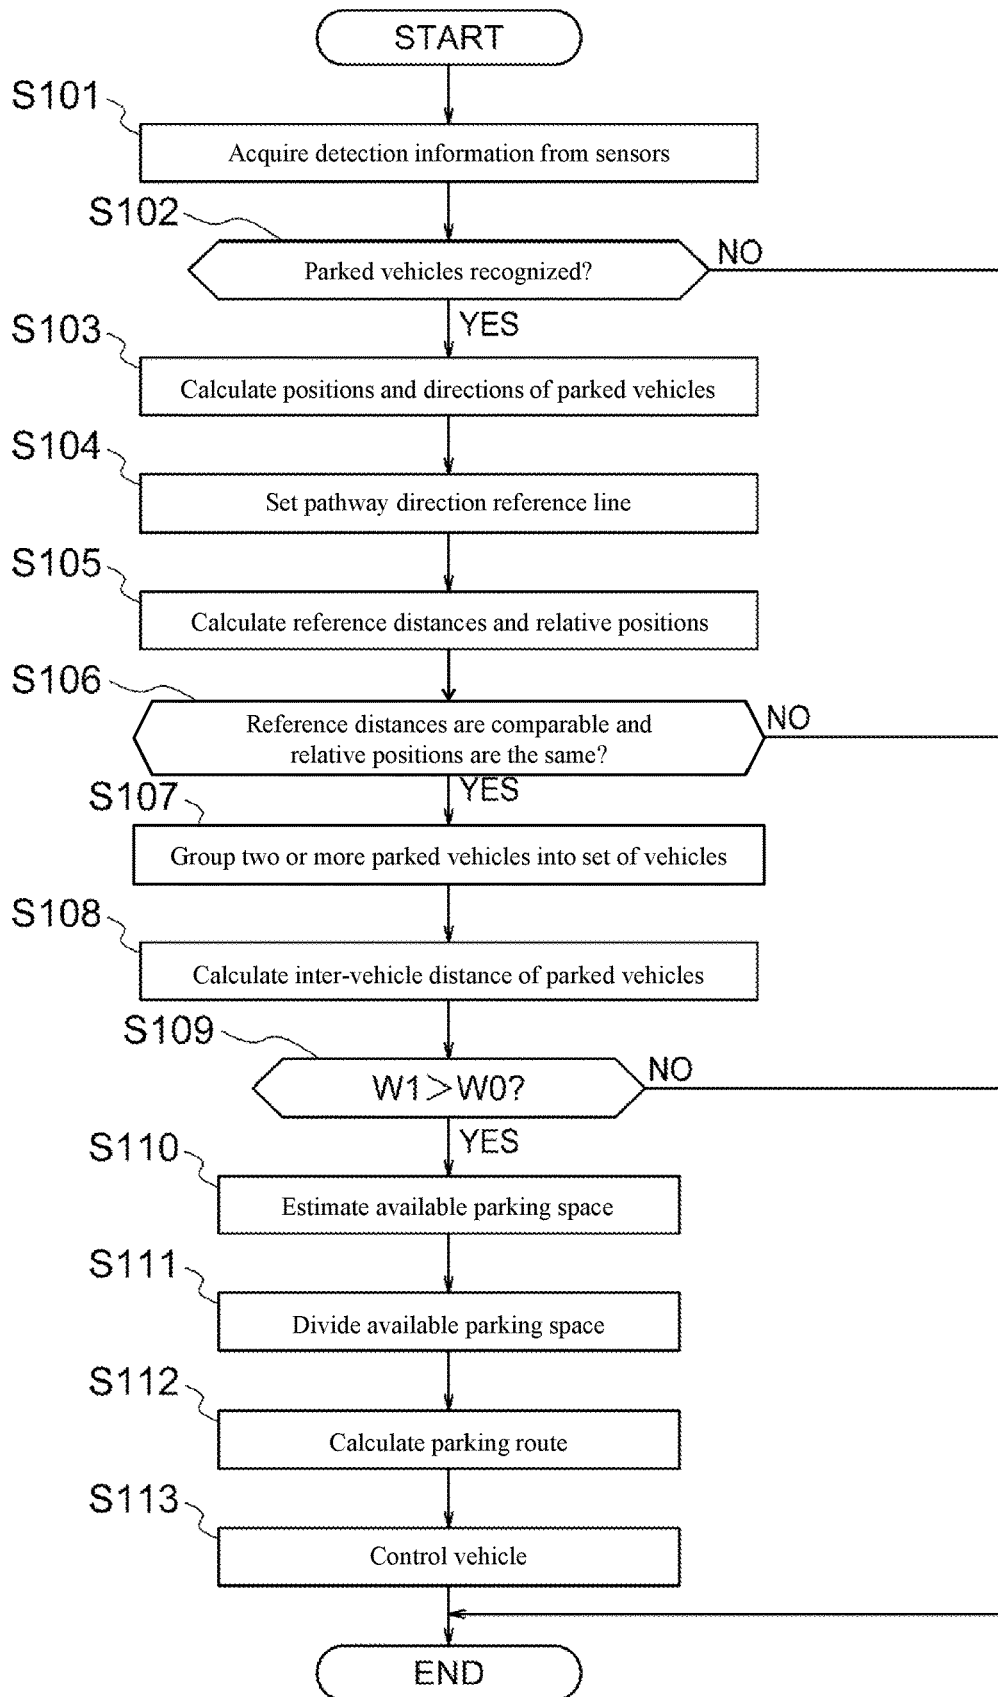 START
S101
Acquire detection information from sensors
S102
Parked vehicles recognized?
NO
YES
S103
Calculate positions and directions of parked vehicles
S104
Set pathway direction reference line
S105
Calculate reference distances and relative positions
S106
Reference distances are comparable and
relative positions are the same?
NO
YES
S107
Group two or more parked vehicles into set of vehicles
S108
Calculate inter-vehicle distance of parked vehicles
S109
W1＞W0?
NO
YES
S110
Estimate available parking space
S111
Divide available parking space
S112
Calculate parking route
S113
Control vehicle
END